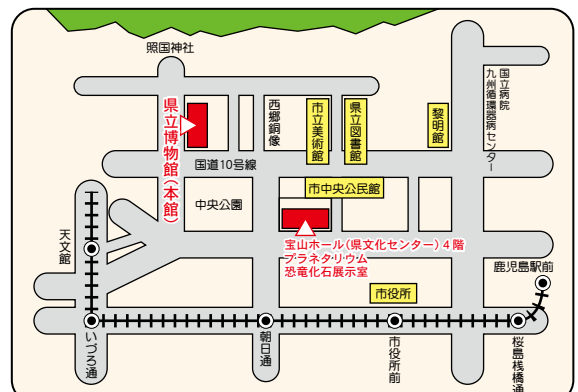 照国神社
国立病院
九州循環器病センター
県立博物館(本館)
西郷銅像
市立美術館
県立図書館
黎明館
国道10号線
市中央公民館
中央公園
天文館
宝山ホール(県文化センター)4階
プラネタリウム
恐竜化石展示室
鹿児島駅前
市役所
いづろ通
朝日通
市役所前
桜島桟橋通